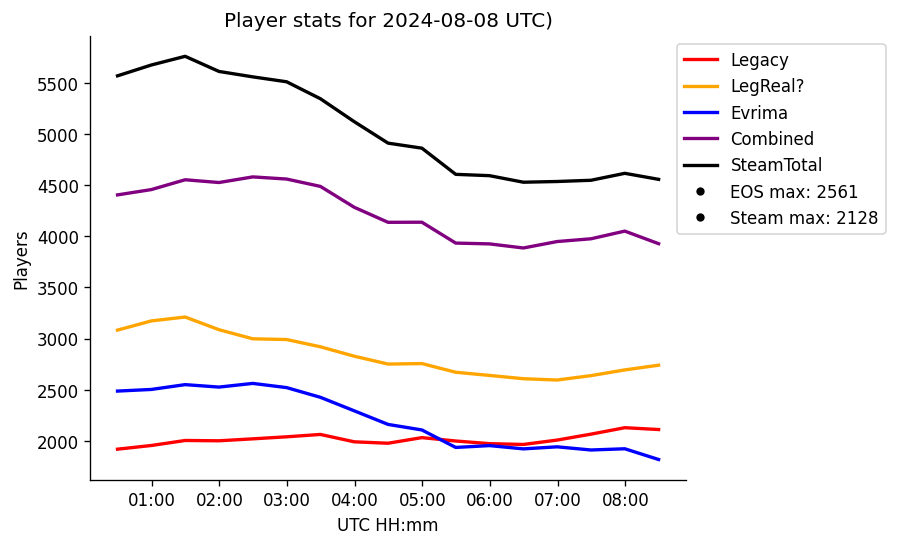 Player stats for 2024-08-08 UTC)
Legacy
LegReal?
Evrima
Combined
SteamTotal
EOS max: 2561
Steam max: 2128
Players
5500
5000
4500
4000
3500
3000
2500
2000
01:00 02:00 03:00 04:00 05:00 06:00 07:00 08:00
UTC HH:mm